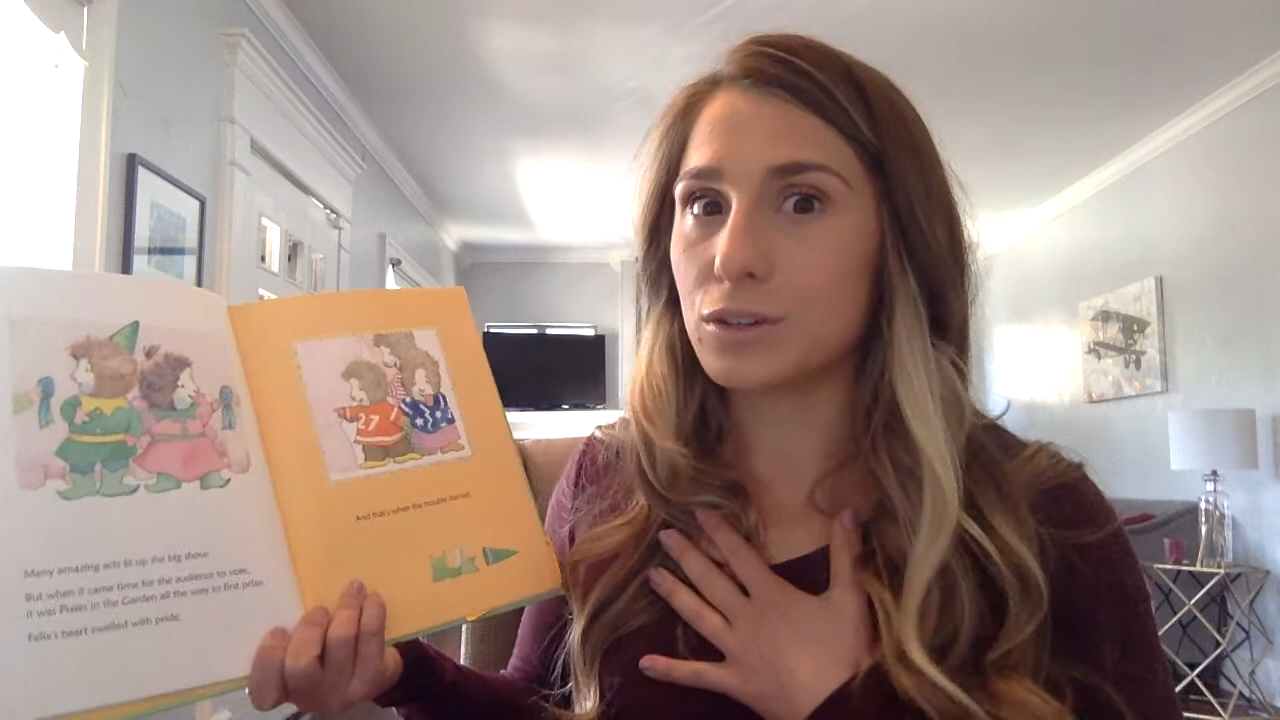 Many amazing acts lit up the big show.
But when it came time for the audience to vote,
it was Pixies in the Garden all the way to first prize.
Felix's heart swelled with pride.
27
And that's when the trouble started.